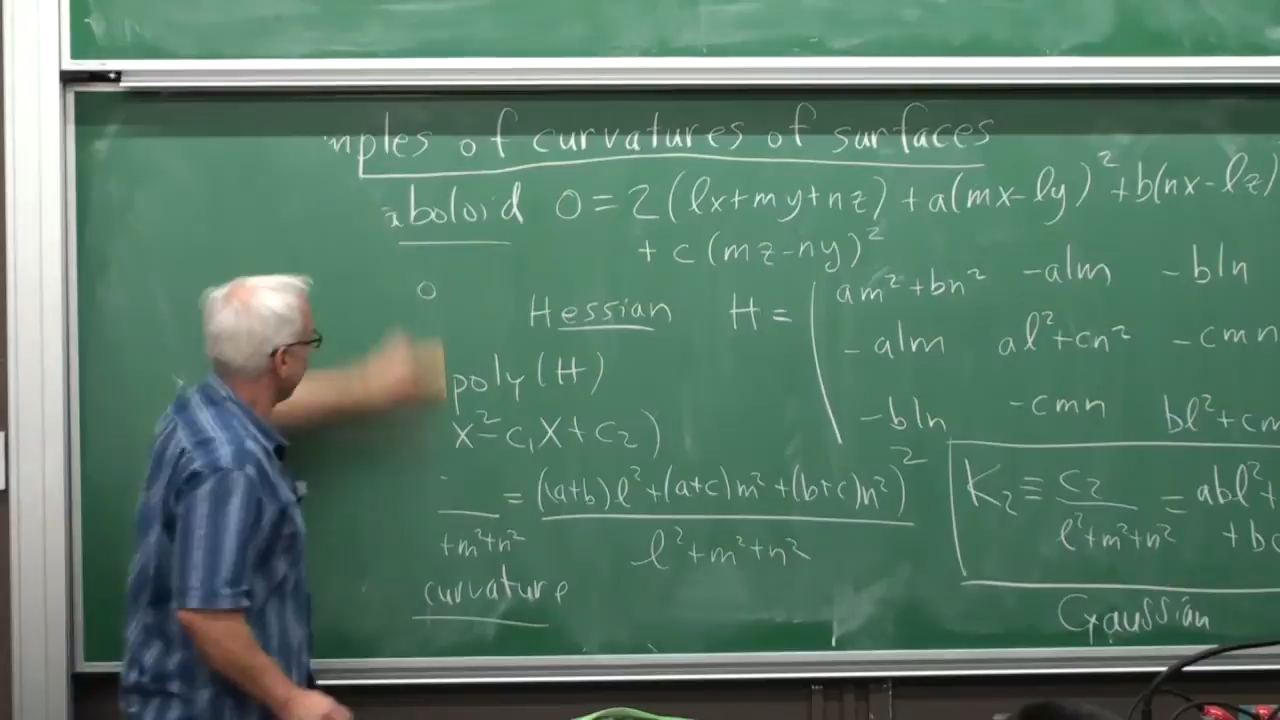 mples of curvatures of surfaces
aboloid 0 = 2(lx+my+nz) + a(mx-ly)² + b(nx-lz)
+ c(mz-ny)²
0
Hessian H =
am²+bn² -alm -bln
-alm al²+cn² -cmn
-bln -cmn bl²+cm
poly(H)
x²-c₁x+c₂)
+m²+n² = ((a+b)l²+(a+c)m²+(b+c)n²)² / l²+m²+n²
K₂ ≡ c₂ / l²+m²+n² = abl²+
+bc
curvature
Gaussian